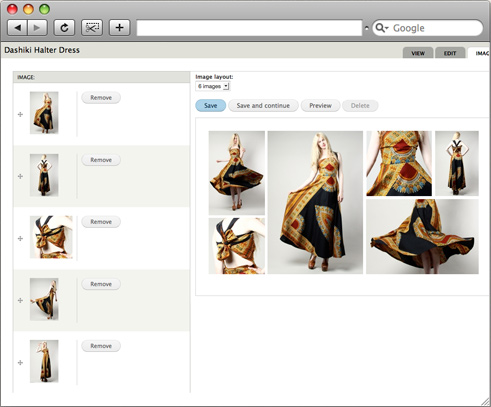 Google
Dashiki Halter Dress
VIEW
EDIT
IMAG
IMAGE:
Image layout:
6 images
Save
Save and continue
Preview
Delete
Remove
Remove
Remove
Remove
Remove